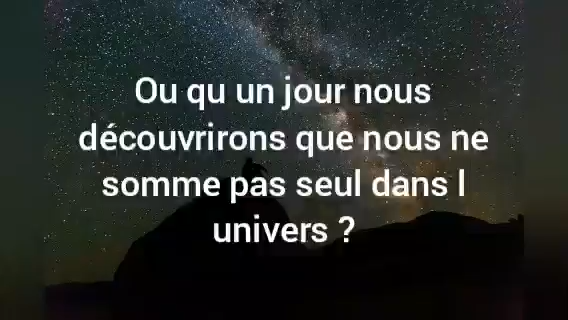 Ou qu un jour nous
découvrirons que nous ne
somme pas seul dans l
univers ?